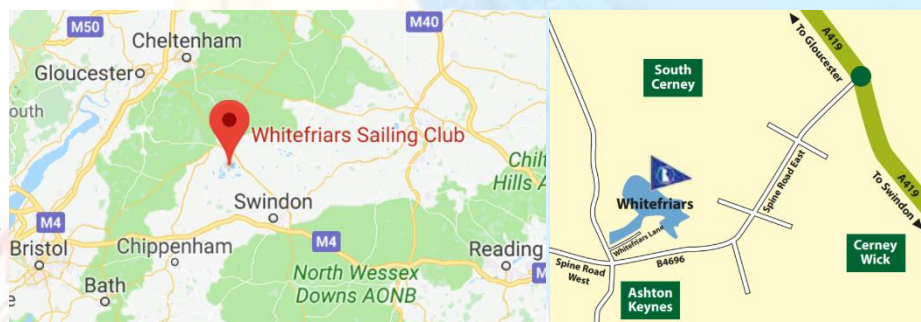 M50
M40
Cheltenham
Gloucester
outh
Whitefriars Sailing Club
Chilt
Hills A
Swindon
M4
M4
Bristol
Chippenham
Reading
M
North Wessex
Downs AONB
Bath
e
A419
To Gloucester
South
Cerney
Spine Road East
A419
To Swindon
Whitefriars
Whitefriars Lane
B4696
Cerney
Wick
Spine Road
West
Ashton
Keynes